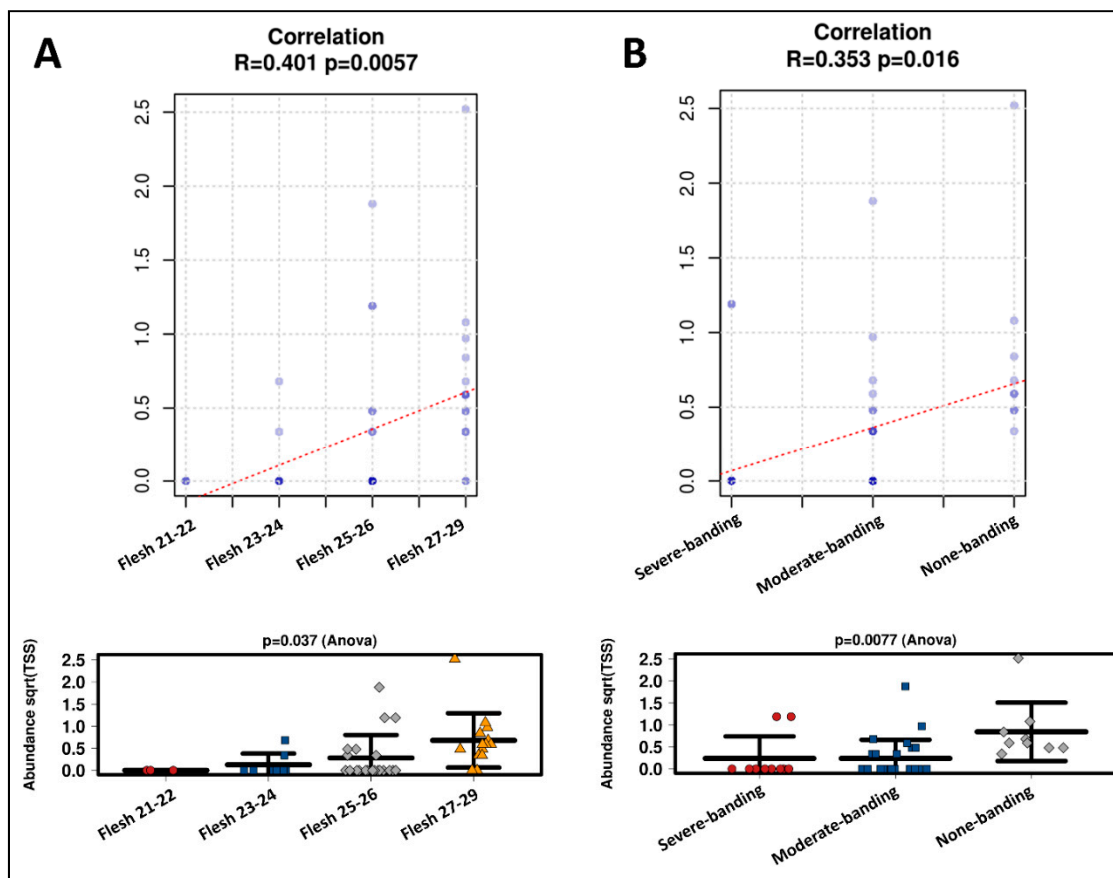 A
Correlation
R=0.401 p=0.0057
2.5
2.0
1.5
1.0
0.5
0.0
Flesh 21-22
Flesh 23-24
Flesh 25-26
Flesh 27-29
p=0.037 (Anova)
Abundance sqrt(TSS)
2.5
2.0
1.5
1.0
0.5
0.0
Flesh 21-22
Flesh 23-24
Flesh 25-26
Flesh 27-29
B
Correlation
R=0.353 p=0.016
2.5
2.0
1.5
1.0
0.5
0.0
Severe-banding
Moderate-banding
None-banding
p=0.0077 (Anova)
Abundance sqrt(TSS)
2.5
2.0
1.5
1.0
0.5
0.0
Severe-banding
Moderate-banding
None-banding